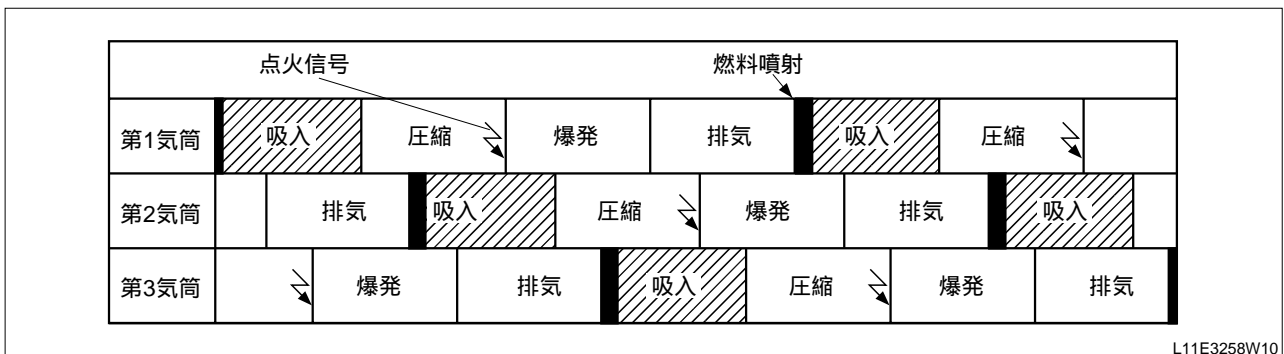 点火信号 燃料噴射
第1気筒 吸入 圧縮 爆発 排気 吸入 圧縮
第2気筒 排気 吸入 圧縮 爆発 排気 吸入
第3気筒 爆発 排気 吸入 圧縮 爆発 排気
L11E3258W10